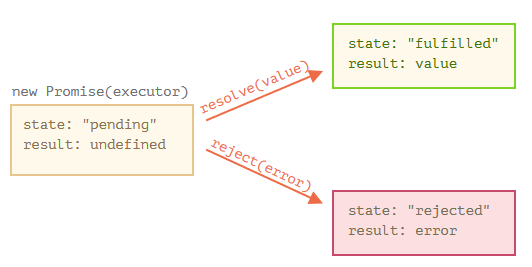 state: "fulfilled"
result: value
new Promise(executor)
resolve(value)
state: "pending"
result: undefined
reject(error)
state: "rejected"
result: error